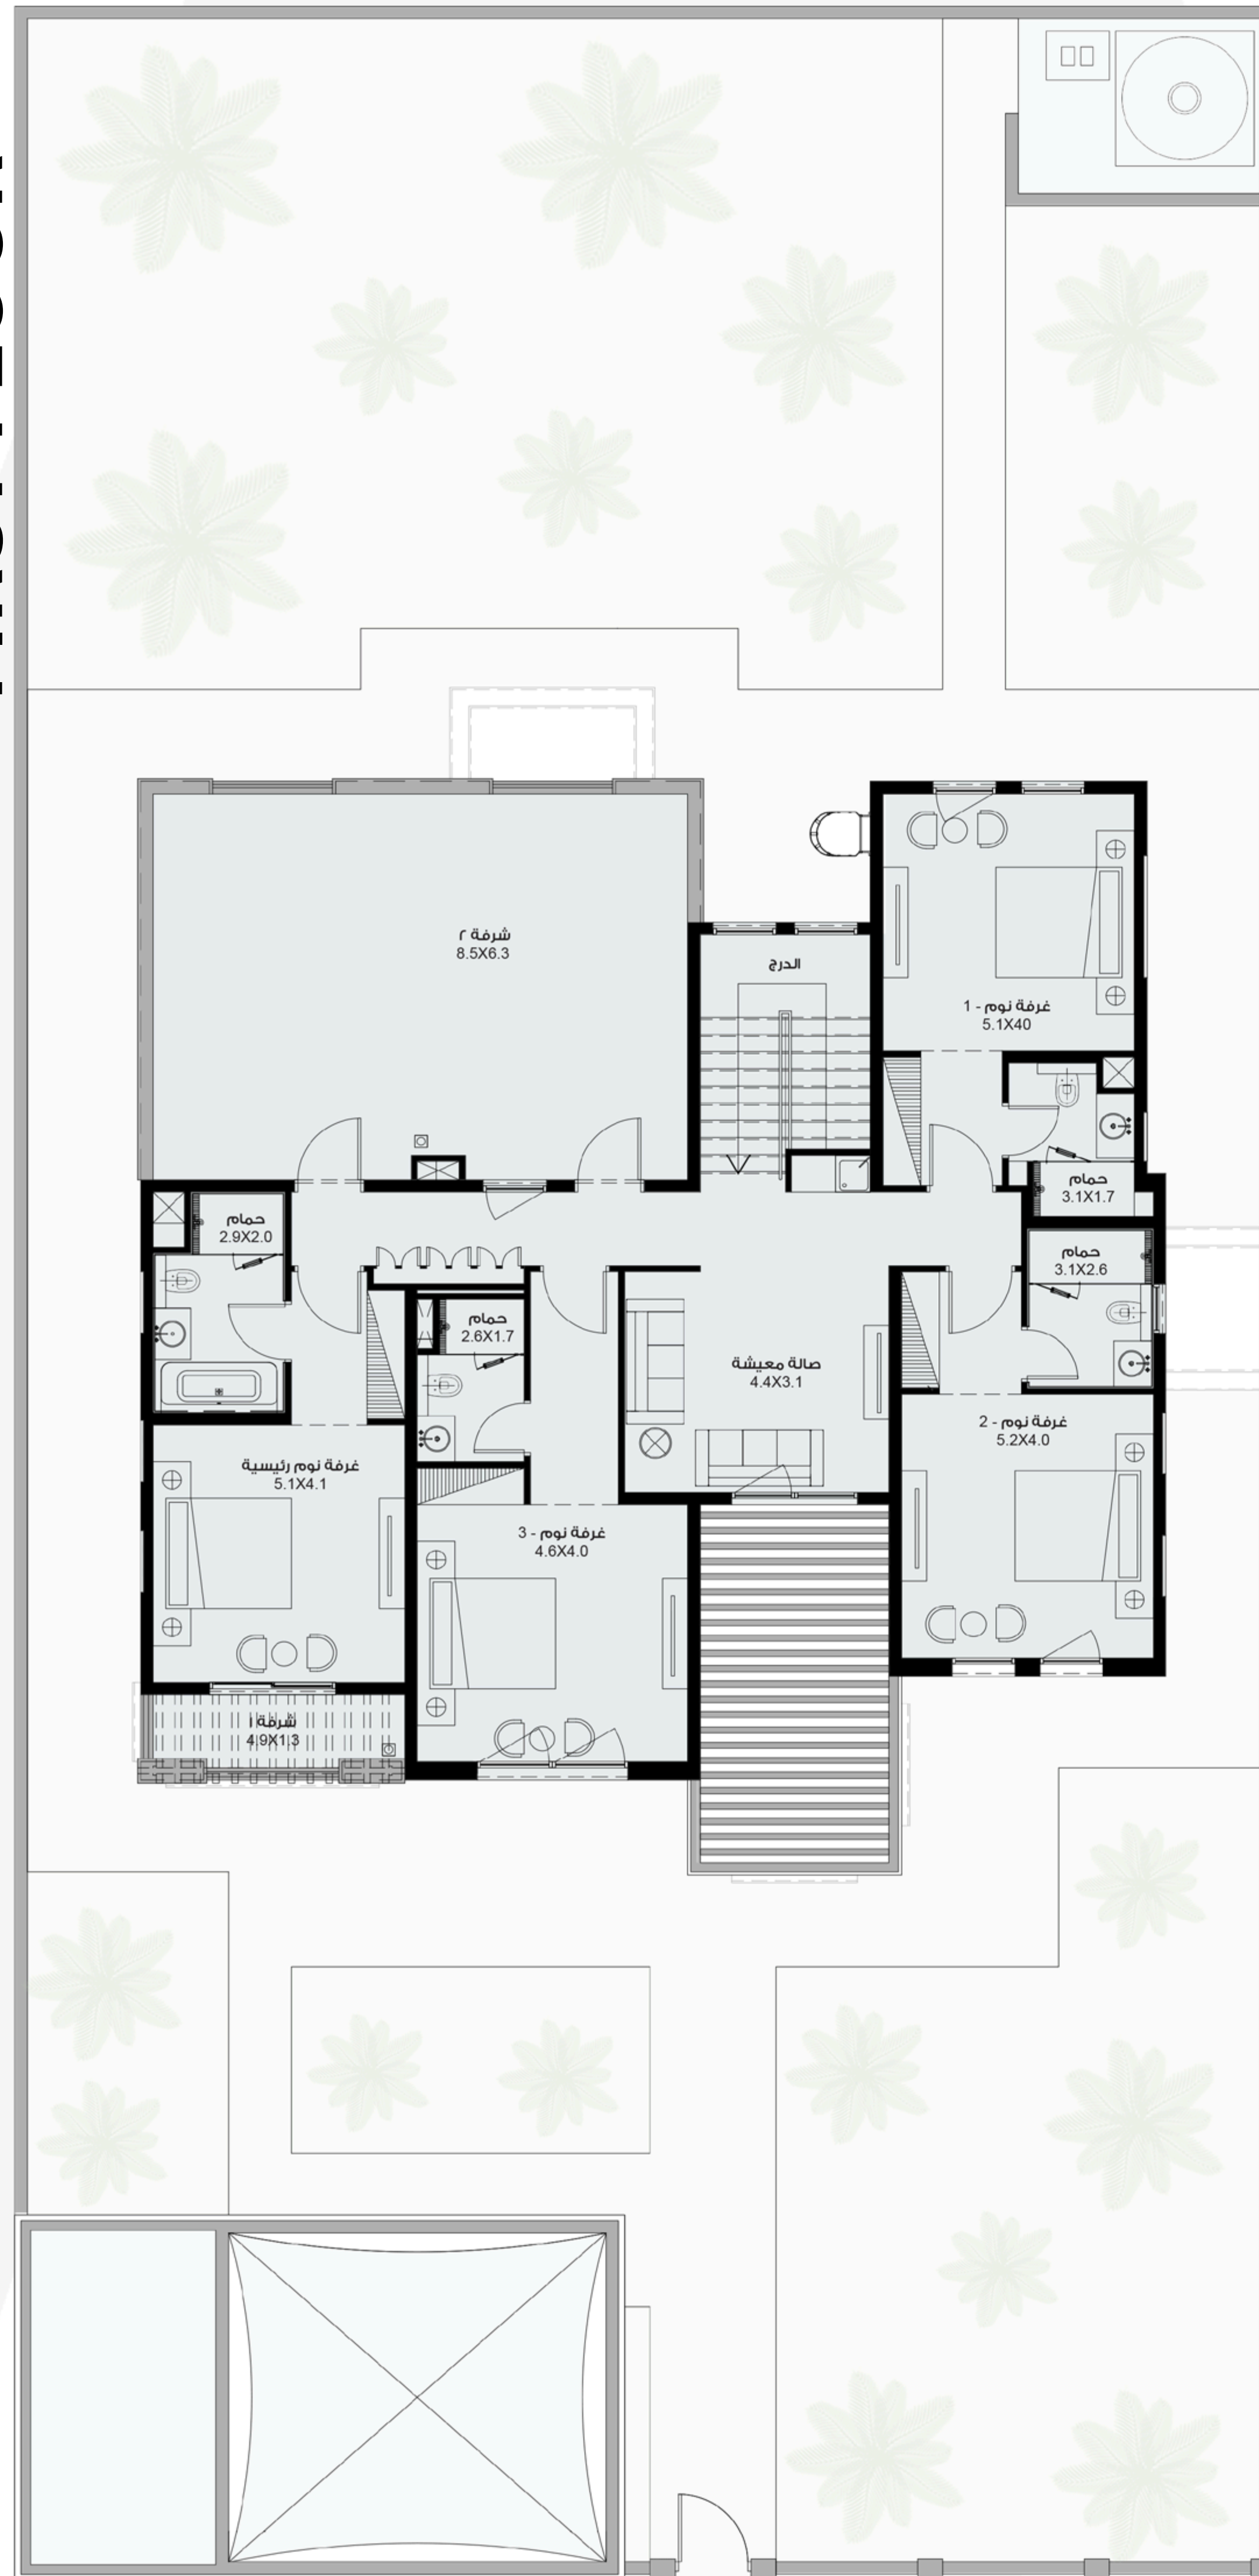 شرفة ٢
8.5X6.3
الدرج
غرفة نوم - 1
5.1X40
حمام
3.1X1.7
حمام
2.9X2.0
حمام
3.1X2.6
حمام
2.6X1.7
صالة معيشة
4.4X3.1
غرفة نوم - 2
5.2X4.0
غرفة نوم رئيسية
5.1X4.1
غرفة نوم - 3
4.6X4.0
شرفة ١
4.9X1.3